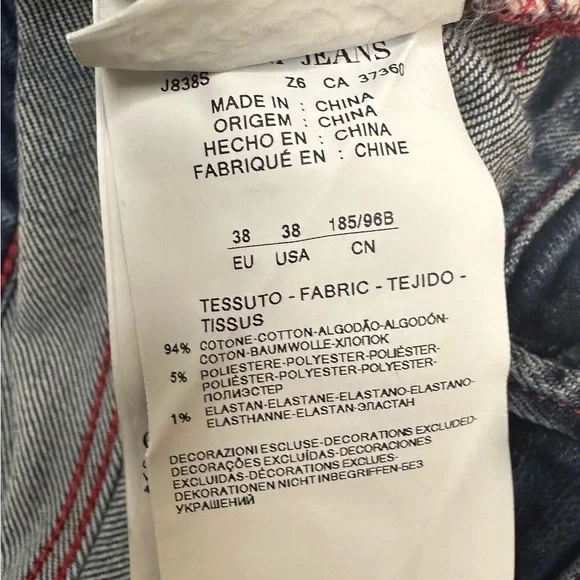 JEANS
J8385 Z6 CA 37360
MADE IN : CHINA
ORIGEM : CHINA
HECHO EN : CHINA
FABRIQUÉ EN : CHINE
38 38 185/96B
EU USA CN
TESSUTO - FABRIC - TEJIDO -
TISSUS
94% COTONE-COTTON-ALGODÃO-ALGODÓN-
COTON-BAUMWOLLE-ХЛОПОК
5% POLIESTERE-POLYESTER-POLIÉSTER-
POLIÉSTER-POLYESTER-POLYESTER-
ПОЛИЭСТЕР
1% ELASTAN-ELASTANE-ELASTANO-ELASTANO-
ELASTHANNE-ELASTAN-ЭЛАСТАН
DECORAZIONI ESCLUSE-DECORATIONS EXCLUDED-
DECORAÇÕES EXCLUÍDAS-DECORACIONES
EXCLUIDAS-DÉCORATIONS EXCLUES-
DEKORATIONEN NICHT INBEGRIFFEN-БЕЗ
УКРАШЕНИЙ